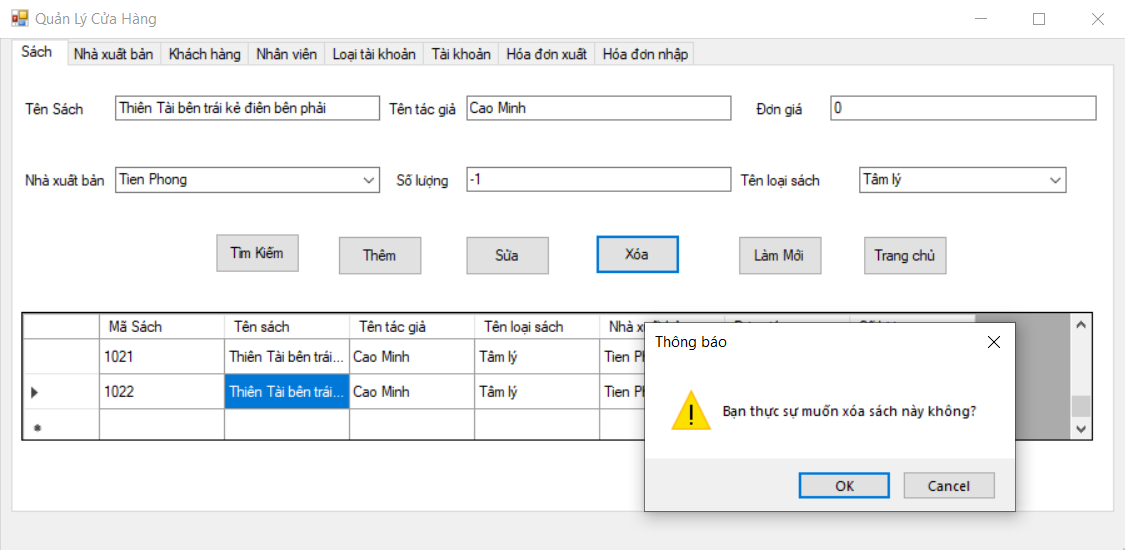 Quản Lý Cửa Hàng
Sách Nhà xuất bản Khách hàng Nhân viên Loại tài khoản Tài khoản Hóa đơn xuất Hóa đơn nhập
Tên Sách Thiên Tài bên trái kẻ điên bên phải Tên tác giả Cao Minh Đơn giá 0
Nhà xuất bản Tien Phong Số lượng -1 Tên loại sách Tâm lý
Tìm Kiếm Thêm Sửa Xóa Làm Mới Trang chủ
Mã Sách Tên sách Tên tác giả Tên loại sách
1021 Thiên Tài bên trái... Cao Minh Tâm lý Tien
1022 Thiên Tài bên trái... Cao Minh Tâm lý Tien
Thông báo
Bạn thực sự muốn xóa sách này không?
OK Cancel